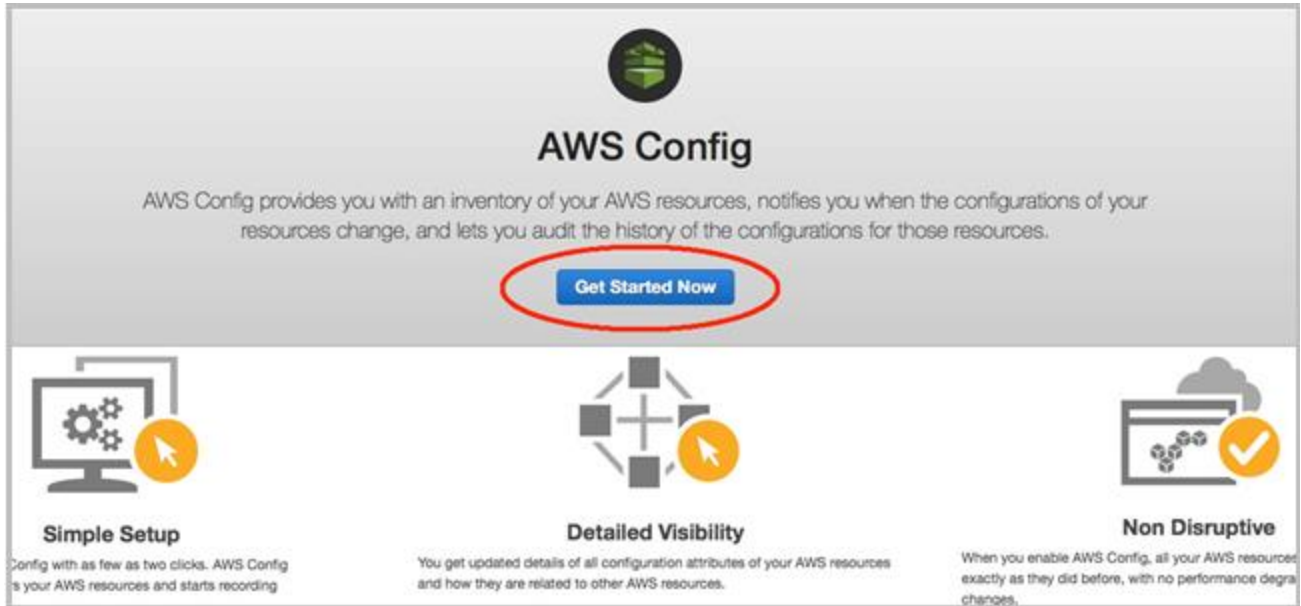 AWS Config
AWS Config provides you with an inventory of your AWS resources, notifies you when the configurations of your
resources change, and lets you audit the history of the configurations for those resources.
Get Started Now
Simple Setup
Config with as few as two clicks. AWS Config
s your AWS resources and starts recording
Detailed Visibility
You get updated details of all configuration attributes of your AWS resources
and how they are related to other AWS resources.
Non Disruptive
When you enable AWS Config, all your AWS resources
exactly as they did before, with no performance degra
changes.